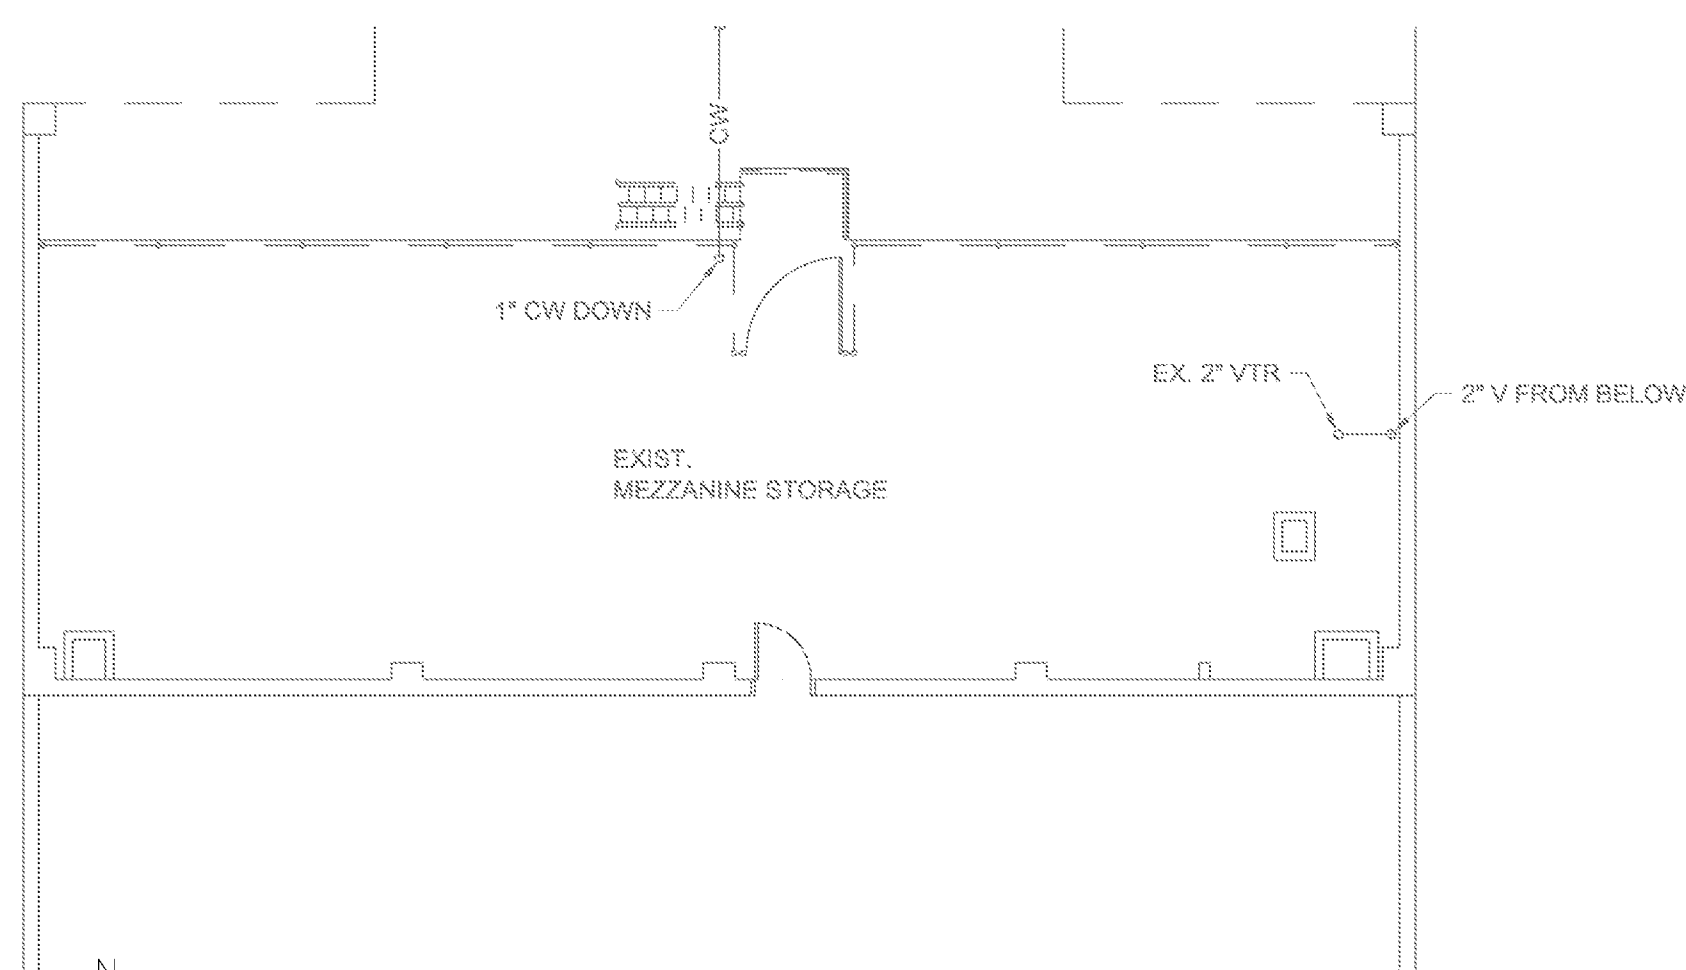 CW
1" CW DOWN
EX. 2" VTR
2" V FROM BELOW
EXIST.
MEZZANINE STORAGE
N